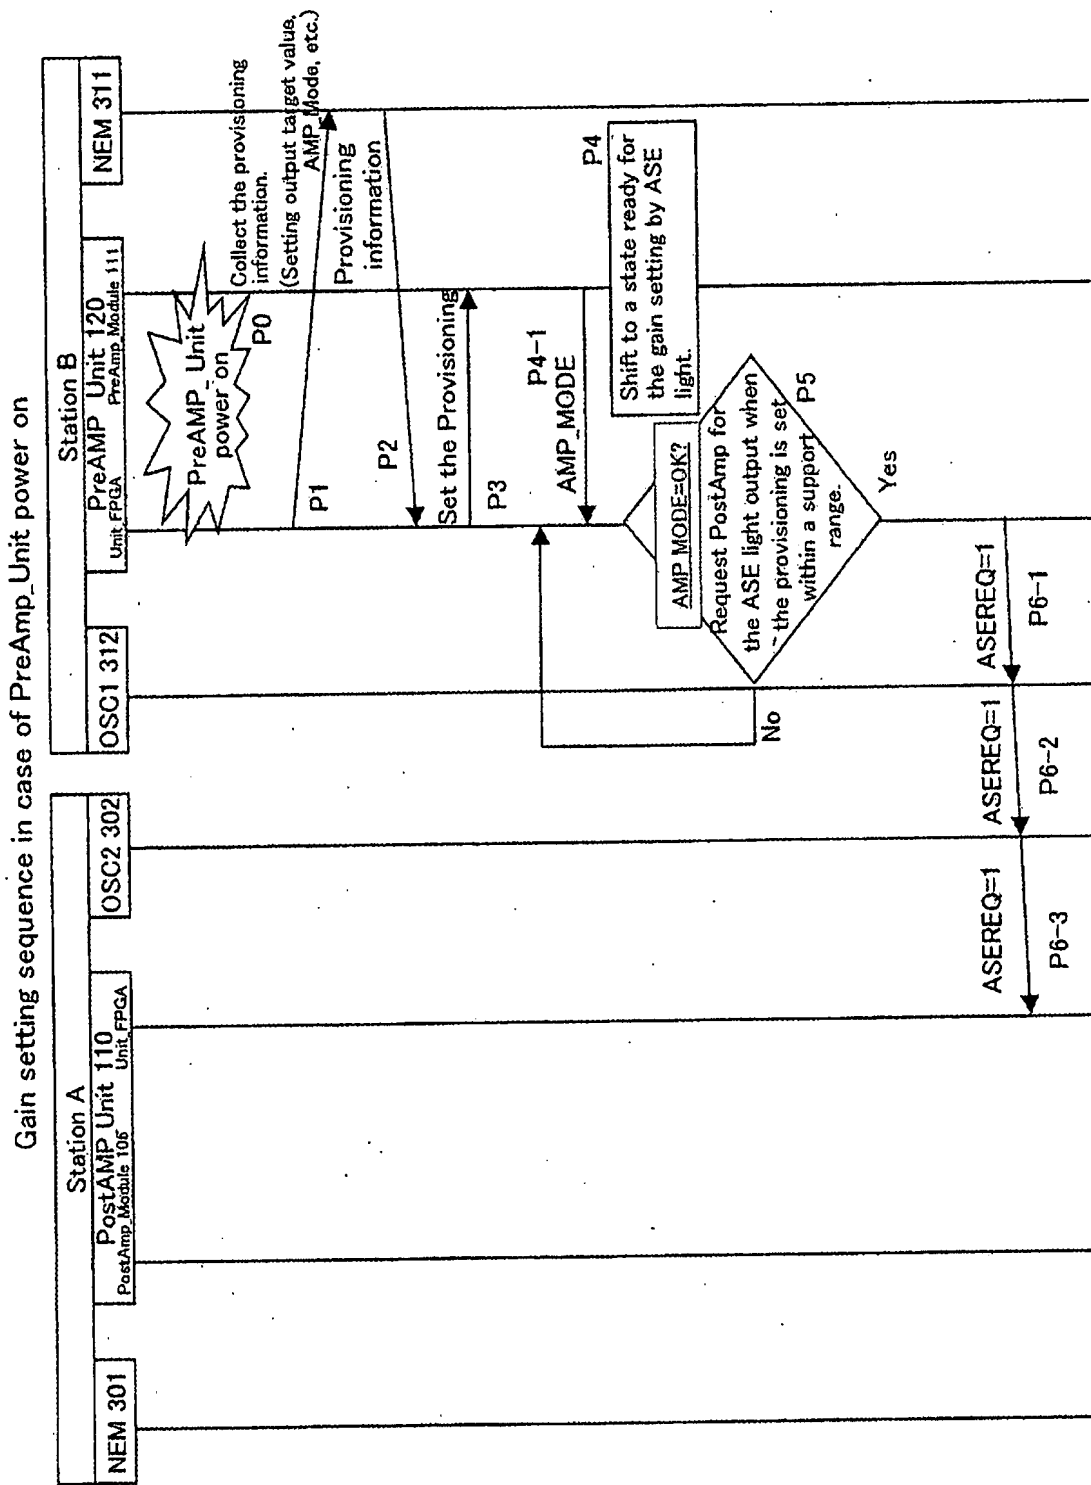 Gain setting sequence in case of PreAmp_Unit power on
Station A
Station B
NEM 301
PostAMP Unit 110
PostAmp_Module 106
Unit_FPGA
OSC2 302
OSC1 312
PreAMP Unit 120
Unit_FPGA
PreAmp_Module 111
NEM 311
PreAMP_Unit
power on
P0
Collect the provisioning
information.
(Setting output target value,
AMP_Mode, etc.)
P1
Provisioning
information
P2
Set the Provisioning
P3
P4-1
AMP_MODE
P4
Shift to a state ready for
the gain setting by ASE
light.
AMP MODE=OK?
Request PostAmp for
the ASE light output when
the provisioning is set
within a support
range.
P5
No
Yes
ASEREQ=1
P6-1
ASEREQ=1
P6-2
ASEREQ=1
P6-3